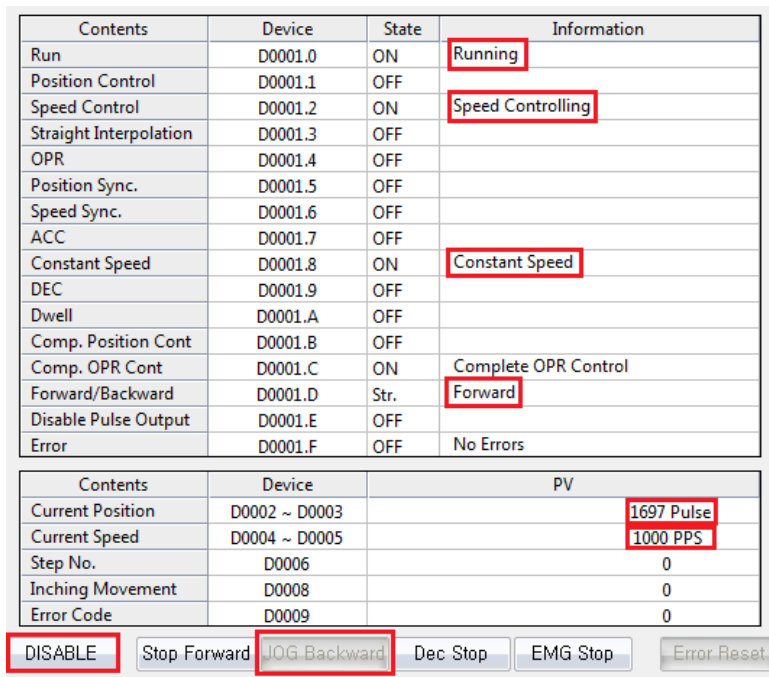 Contents Device State Information
Run D0001.0 ON Running
Position Control D0001.1 OFF
Speed Control D0001.2 ON Speed Controlling
Straight Interpolation D0001.3 OFF
OPR D0001.4 OFF
Position Sync. D0001.5 OFF
Speed Sync. D0001.6 OFF
ACC D0001.7 OFF
Constant Speed D0001.8 ON Constant Speed
DEC D0001.9 OFF
Dwell D0001.A OFF
Comp. Position Cont D0001.B OFF
Comp. OPR Cont D0001.C ON Complete OPR Control
Forward/Backward D0001.D Str. Forward
Disable Pulse Output D0001.E OFF
Error D0001.F OFF No Errors
Contents Device PV
Current Position D0002 ~ D0003 1697 Pulse
Current Speed D0004 ~ D0005 1000 PPS
Step No. D0006 0
Inching Movement D0008 0
Error Code D0009 0
DISABLE Stop Forward JOG Backward Dec Stop EMG Stop Error Reset